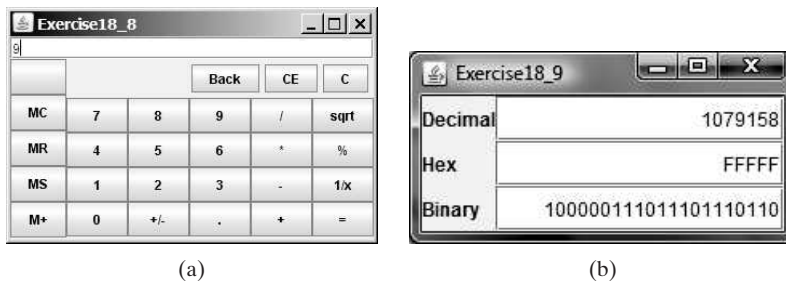 Exercise18_8
9
Back CE C
MC 7 8 9 / sqrt
MR 4 5 6 * %
MS 1 2 3 - 1/x
M+ 0 +/- . + =
(a)
Exercise18_9
Decimal 1079158
Hex FFFFF
Binary 100000111011101110110
(b)